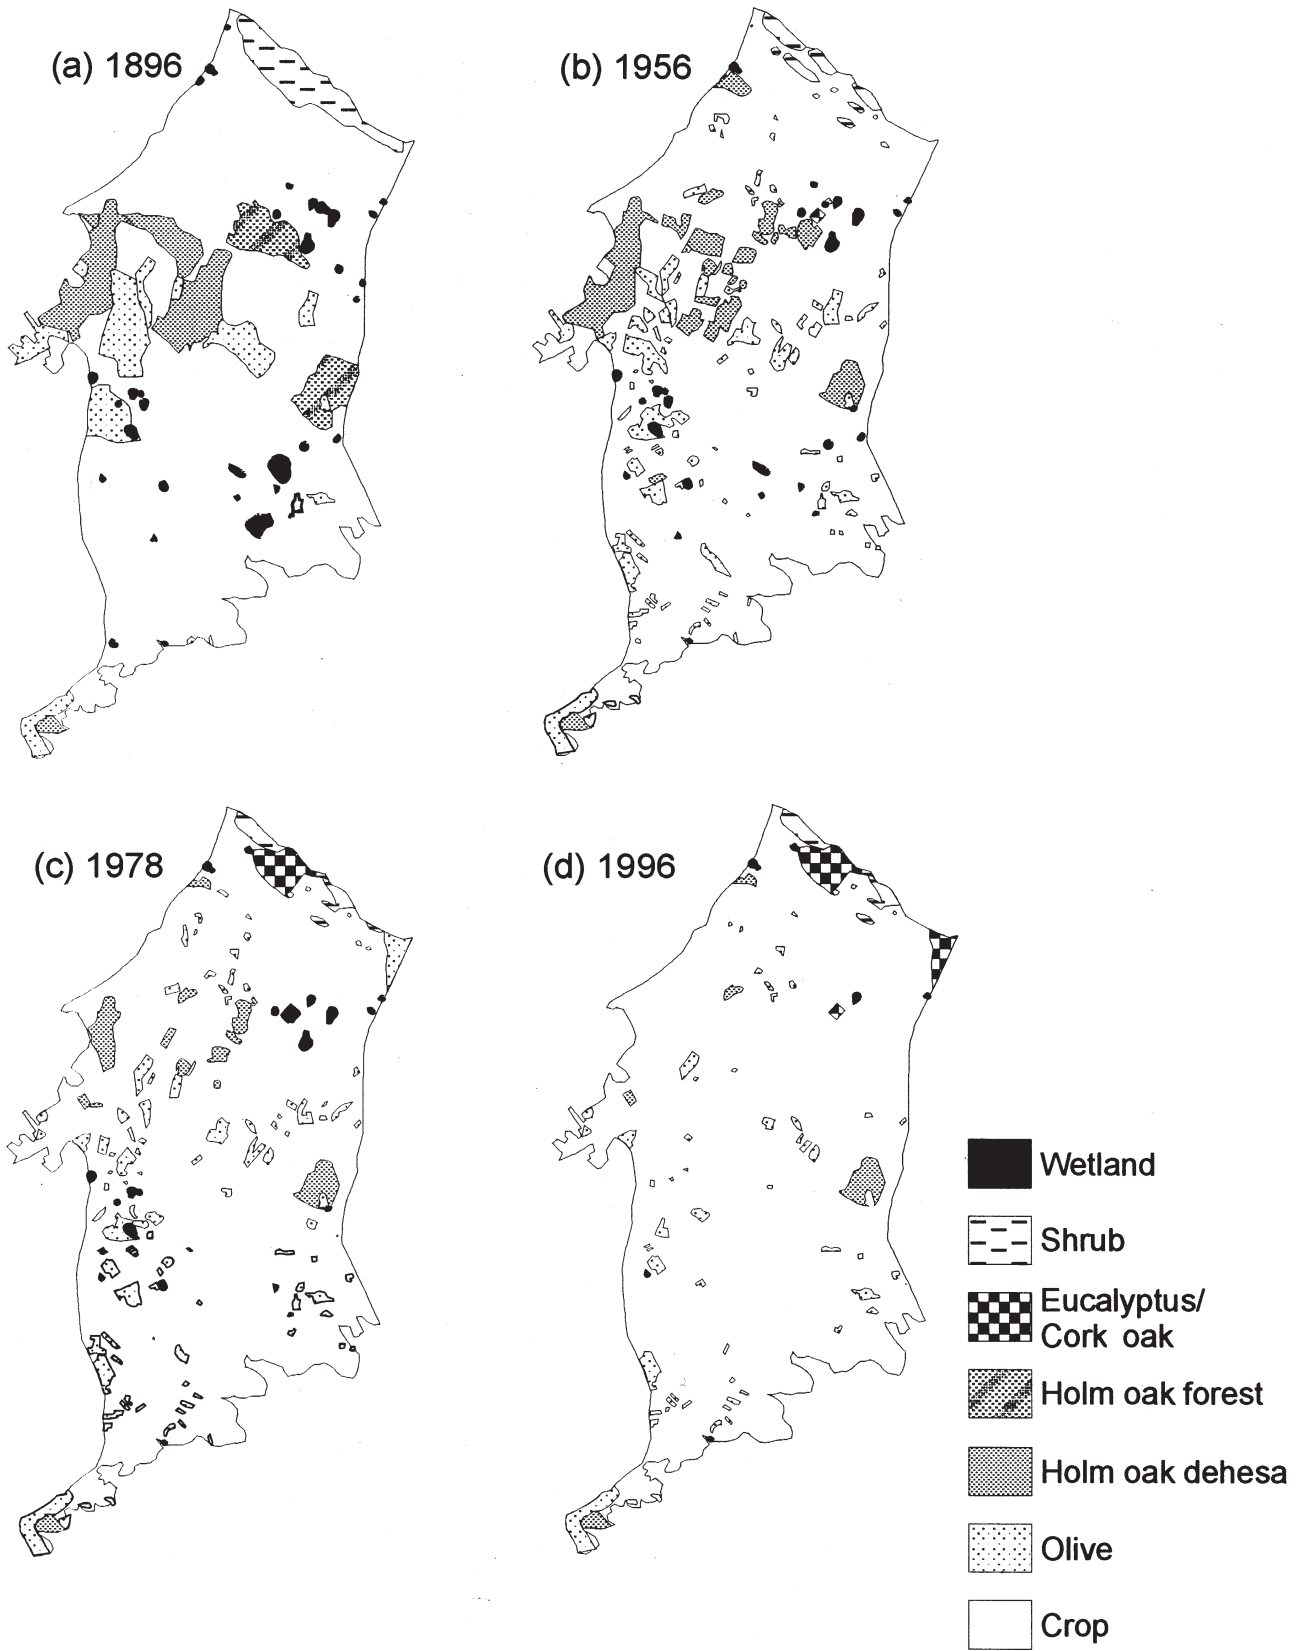 (a) 1896
(b) 1956
(c) 1978
(d) 1996
Wetland
Shrub
Eucalyptus/
Cork oak
Holm oak forest
Holm oak dehesa
Olive
Crop